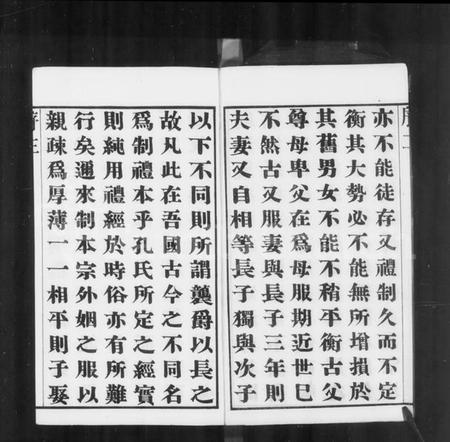 亦不能徒存又禮制久而不定
衡其大勢必不能無所增損於
其舊男女不能不稍平衡古父
尊母卑父在爲母服期近世已
不然古又服妻與長子三年則
夫妻又自相等長子獨與次子
以下不同則所謂襲爵以長之
故凡此在吾國古今之不同名
爲制禮本乎孔氏所定之經實
則純用禮經於時俗亦有所難
行矣邇來制本宗外姻之服以
親疎爲厚薄一一相平則子娶